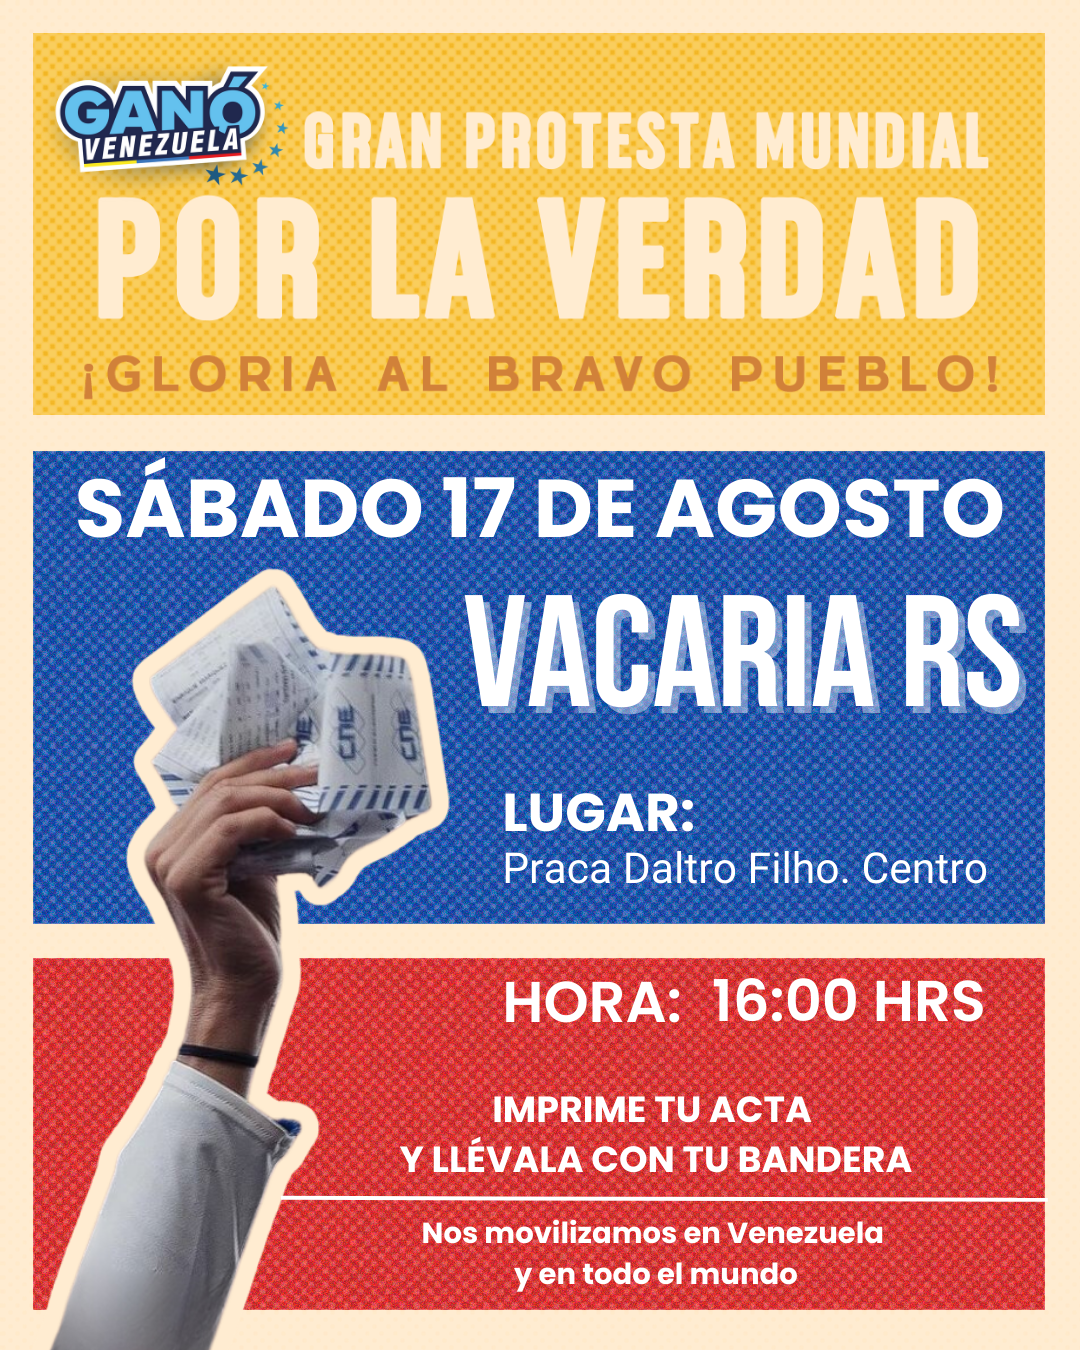 GANÓ
VENEZUELA
GRAN PROTESTA MUNDIAL
POR LA VERDAD
¡GLORIA AL BRAVO PUEBLO!
SÁBADO 17 DE AGOSTO
VACARIA RS
CNE
CNE
LUGAR:
Praca Daltro Filho. Centro
HORA: 16:00 HRS
IMPRIME TU ACTA
Y LLÉVALA CON TU BANDERA
Nos movilizamos en Venezuela
y en todo el mundo